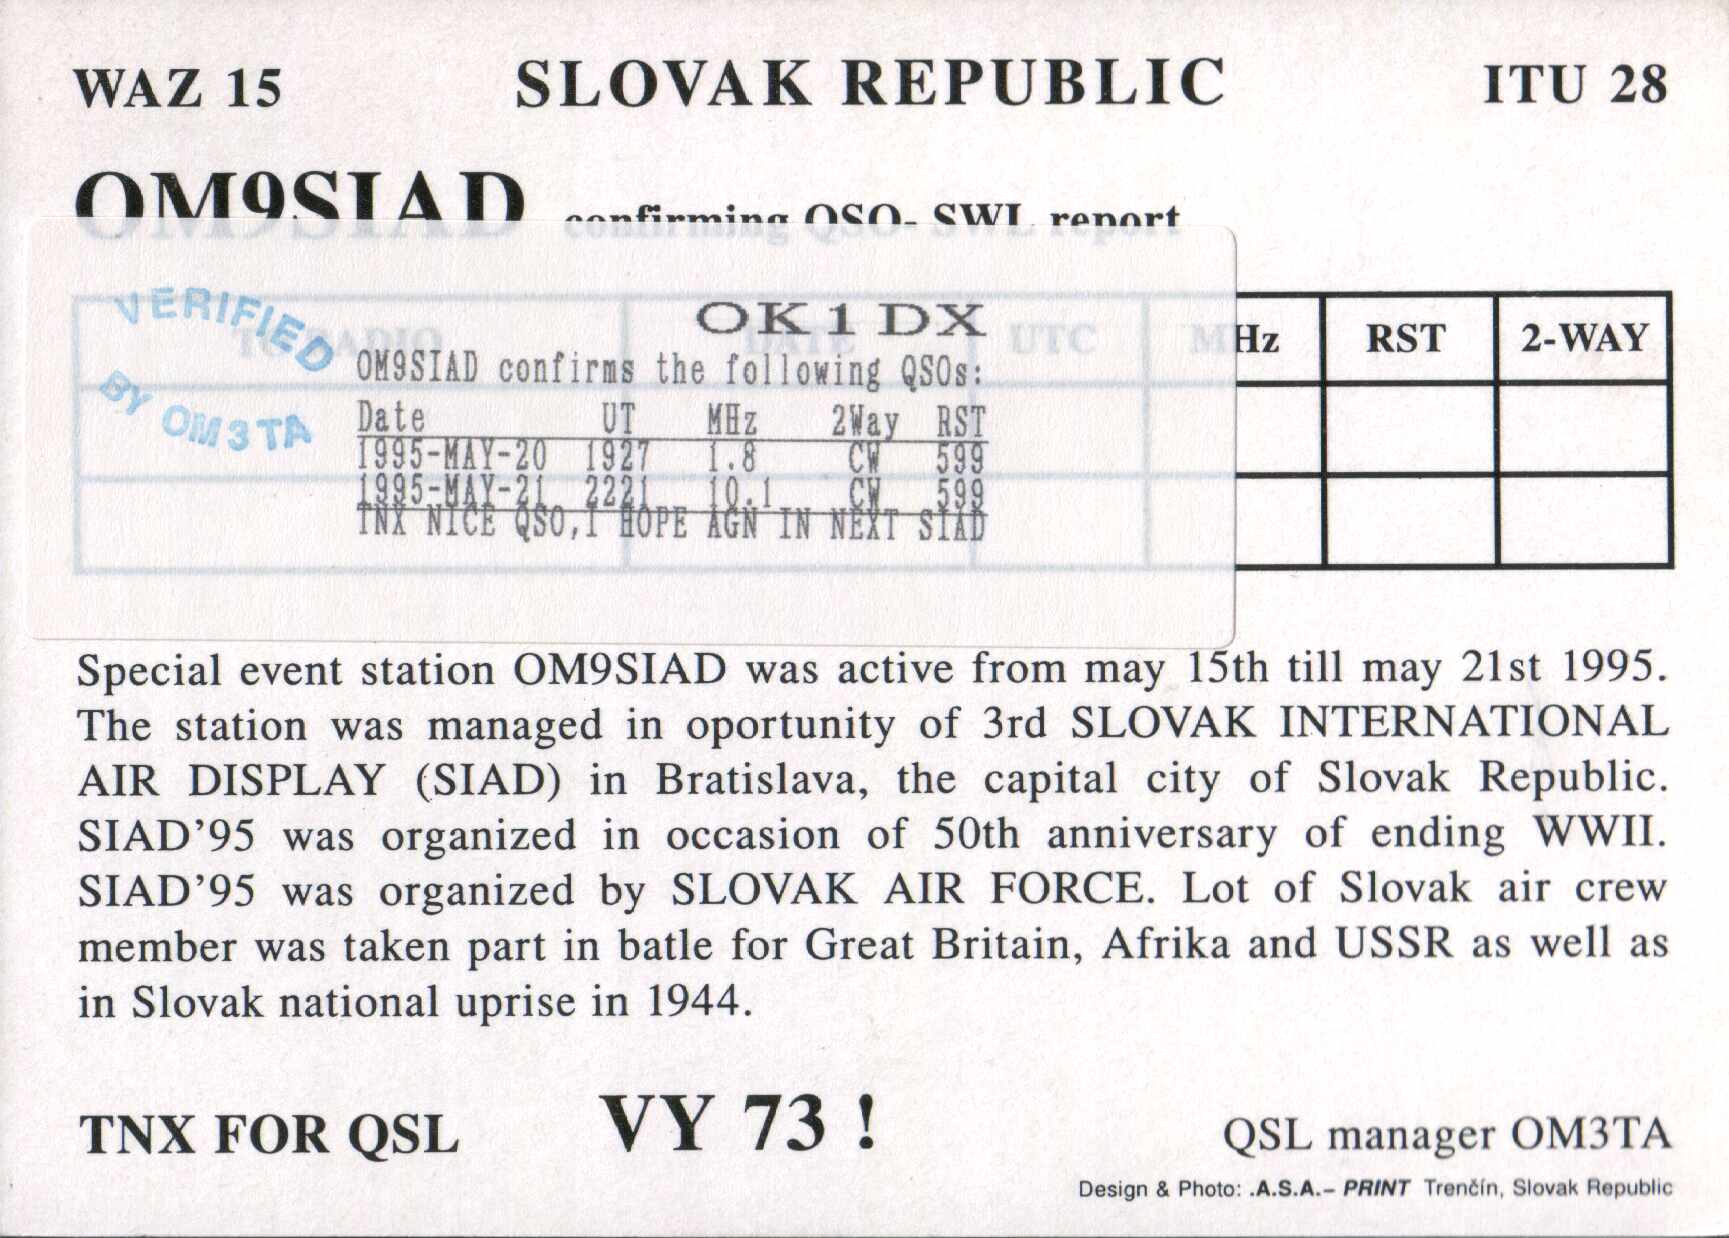 WAZ 15 SLOVAK REPUBLIC ITU 28
OM9SIAD confirming QSO- SWL report
TO RADIO DATE UTC MHz RST 2-WAY
VERIFIED
BY OM3TA
OK1DX
OM9SIAD confirms the following QSOs:
Date UT MHz 2Way RST
1995-MAY-20 1927 1.8 CW 599
1995-MAY-21 2221 10.1 CW 599
TNX NICE QSO,I HOPE AGN IN NEXT SIAD
Special event station OM9SIAD was active from may 15th till may 21st 1995.
The station was managed in oportunity of 3rd SLOVAK INTERNATIONAL
AIR DISPLAY (SIAD) in Bratislava, the capital city of Slovak Republic.
SIAD'95 was organized in occasion of 50th anniversary of ending WWII.
SIAD'95 was organized by SLOVAK AIR FORCE. Lot of Slovak air crew
member was taken part in batle for Great Britain, Afrika and USSR as well as
in Slovak national uprise in 1944.
TNX FOR QSL VY 73 ! QSL manager OM3TA
Design & Photo: .A.S.A.- PRINT Trenčín, Slovak Republic